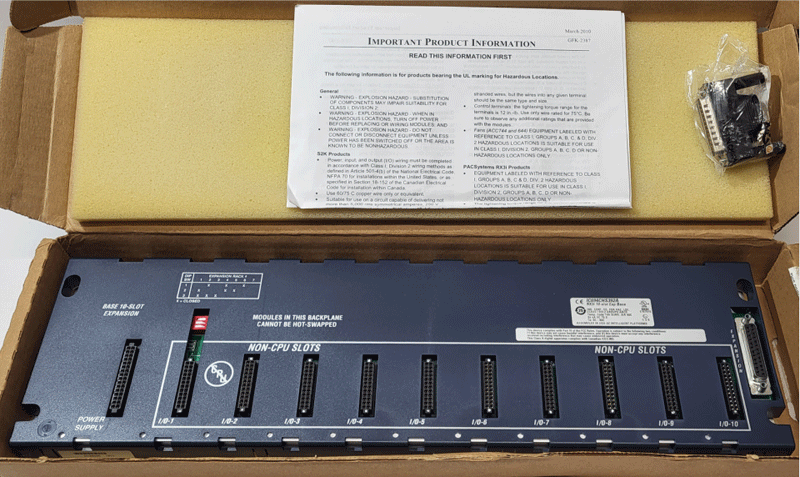 March 2010
GFK-2387
IMPORTANT PRODUCT INFORMATION
READ THIS INFORMATION FIRST
The following information is for products bearing the UL marking for Hazardous Locations.
General
WARNING - EXPLOSION HAZARD - SUBSTITUTION
OF COMPONENTS MAY IMPAIR SUITABILITY FOR
CLASS I, DIVISION 2
WARNING - EXPLOSION HAZARD - WHEN IN
HAZARDOUS LOCATIONS, TURN OFF POWER
BEFORE REPLACING OR WIRING MODULES; AND
WARNING - EXPLOSION HAZARD - DO NOT
CONNECT OR DISCONNECT EQUIPMENT UNLESS
POWER HAS BEEN SWITCHED OFF OR THE AREA IS
KNOWN TO BE NONHAZARDOUS
S2K Products
Power, input, and output (I/O) wiring must be completed
in accordance with Class I, Division 2 wiring methods as
defined in Article 501-4(b) of the National Electrical Code
NFPA 70 for installations within the United States, or as
specified in Section 18-152 of the Canadian Electrical
Code for installation within Canada.
Use 60/75 C copper wire only or equivalent.
Suitable for use on a circuit capable of delivering not
stranded wires, but the wires into any given terminal
should be the same type and size.
Control terminals: the tightening torque range for the
terminals is 12 in.-lb. Use only wire rated for 75°C. Be
sure to observe any additional ratings that are provided
with the modules.
EQUIPMENT LABELED WITH
REFERENCE TO CLASS I, GROUPS A, B, C, & D, DIV.
2 HAZARDOUS LOCATIONS IS SUITABLE FOR USE
IN CLASS I, DIVISION 2, GROUPS A, B, C, D OR NON-
HAZARDOUS LOCATIONS ONLY
PACSystems RX3i Products
EQUIPMENT LABELED WITH REFERENCE TO CLASS
I, GROUPS A, B, C, & D, DIV. 2 HAZARDOUS
LOCATIONS IS SUITABLE FOR USE IN CLASS I,
DIVISION 2, GROUPS A, B, C, D OR NON-HAZARDOUS
LOCATIONS ONLY
BASE 10-SLOT
EXPANSION
DIP SW
EXPANSION RACK #
1 2 3 4 5 6 7
X = CLOSED
MODULES IN THIS BACKPLANE
CANNOT BE HOT-SWAPPED
NON-CPU SLOTS
NON-CPU SLOTS
EXPANSION
POWER
SUPPLY
I/O-1
I/O-2
I/O-3
I/O-4
I/O-5
I/O-6
I/O-7
I/O-8
I/O-9
I/O-10